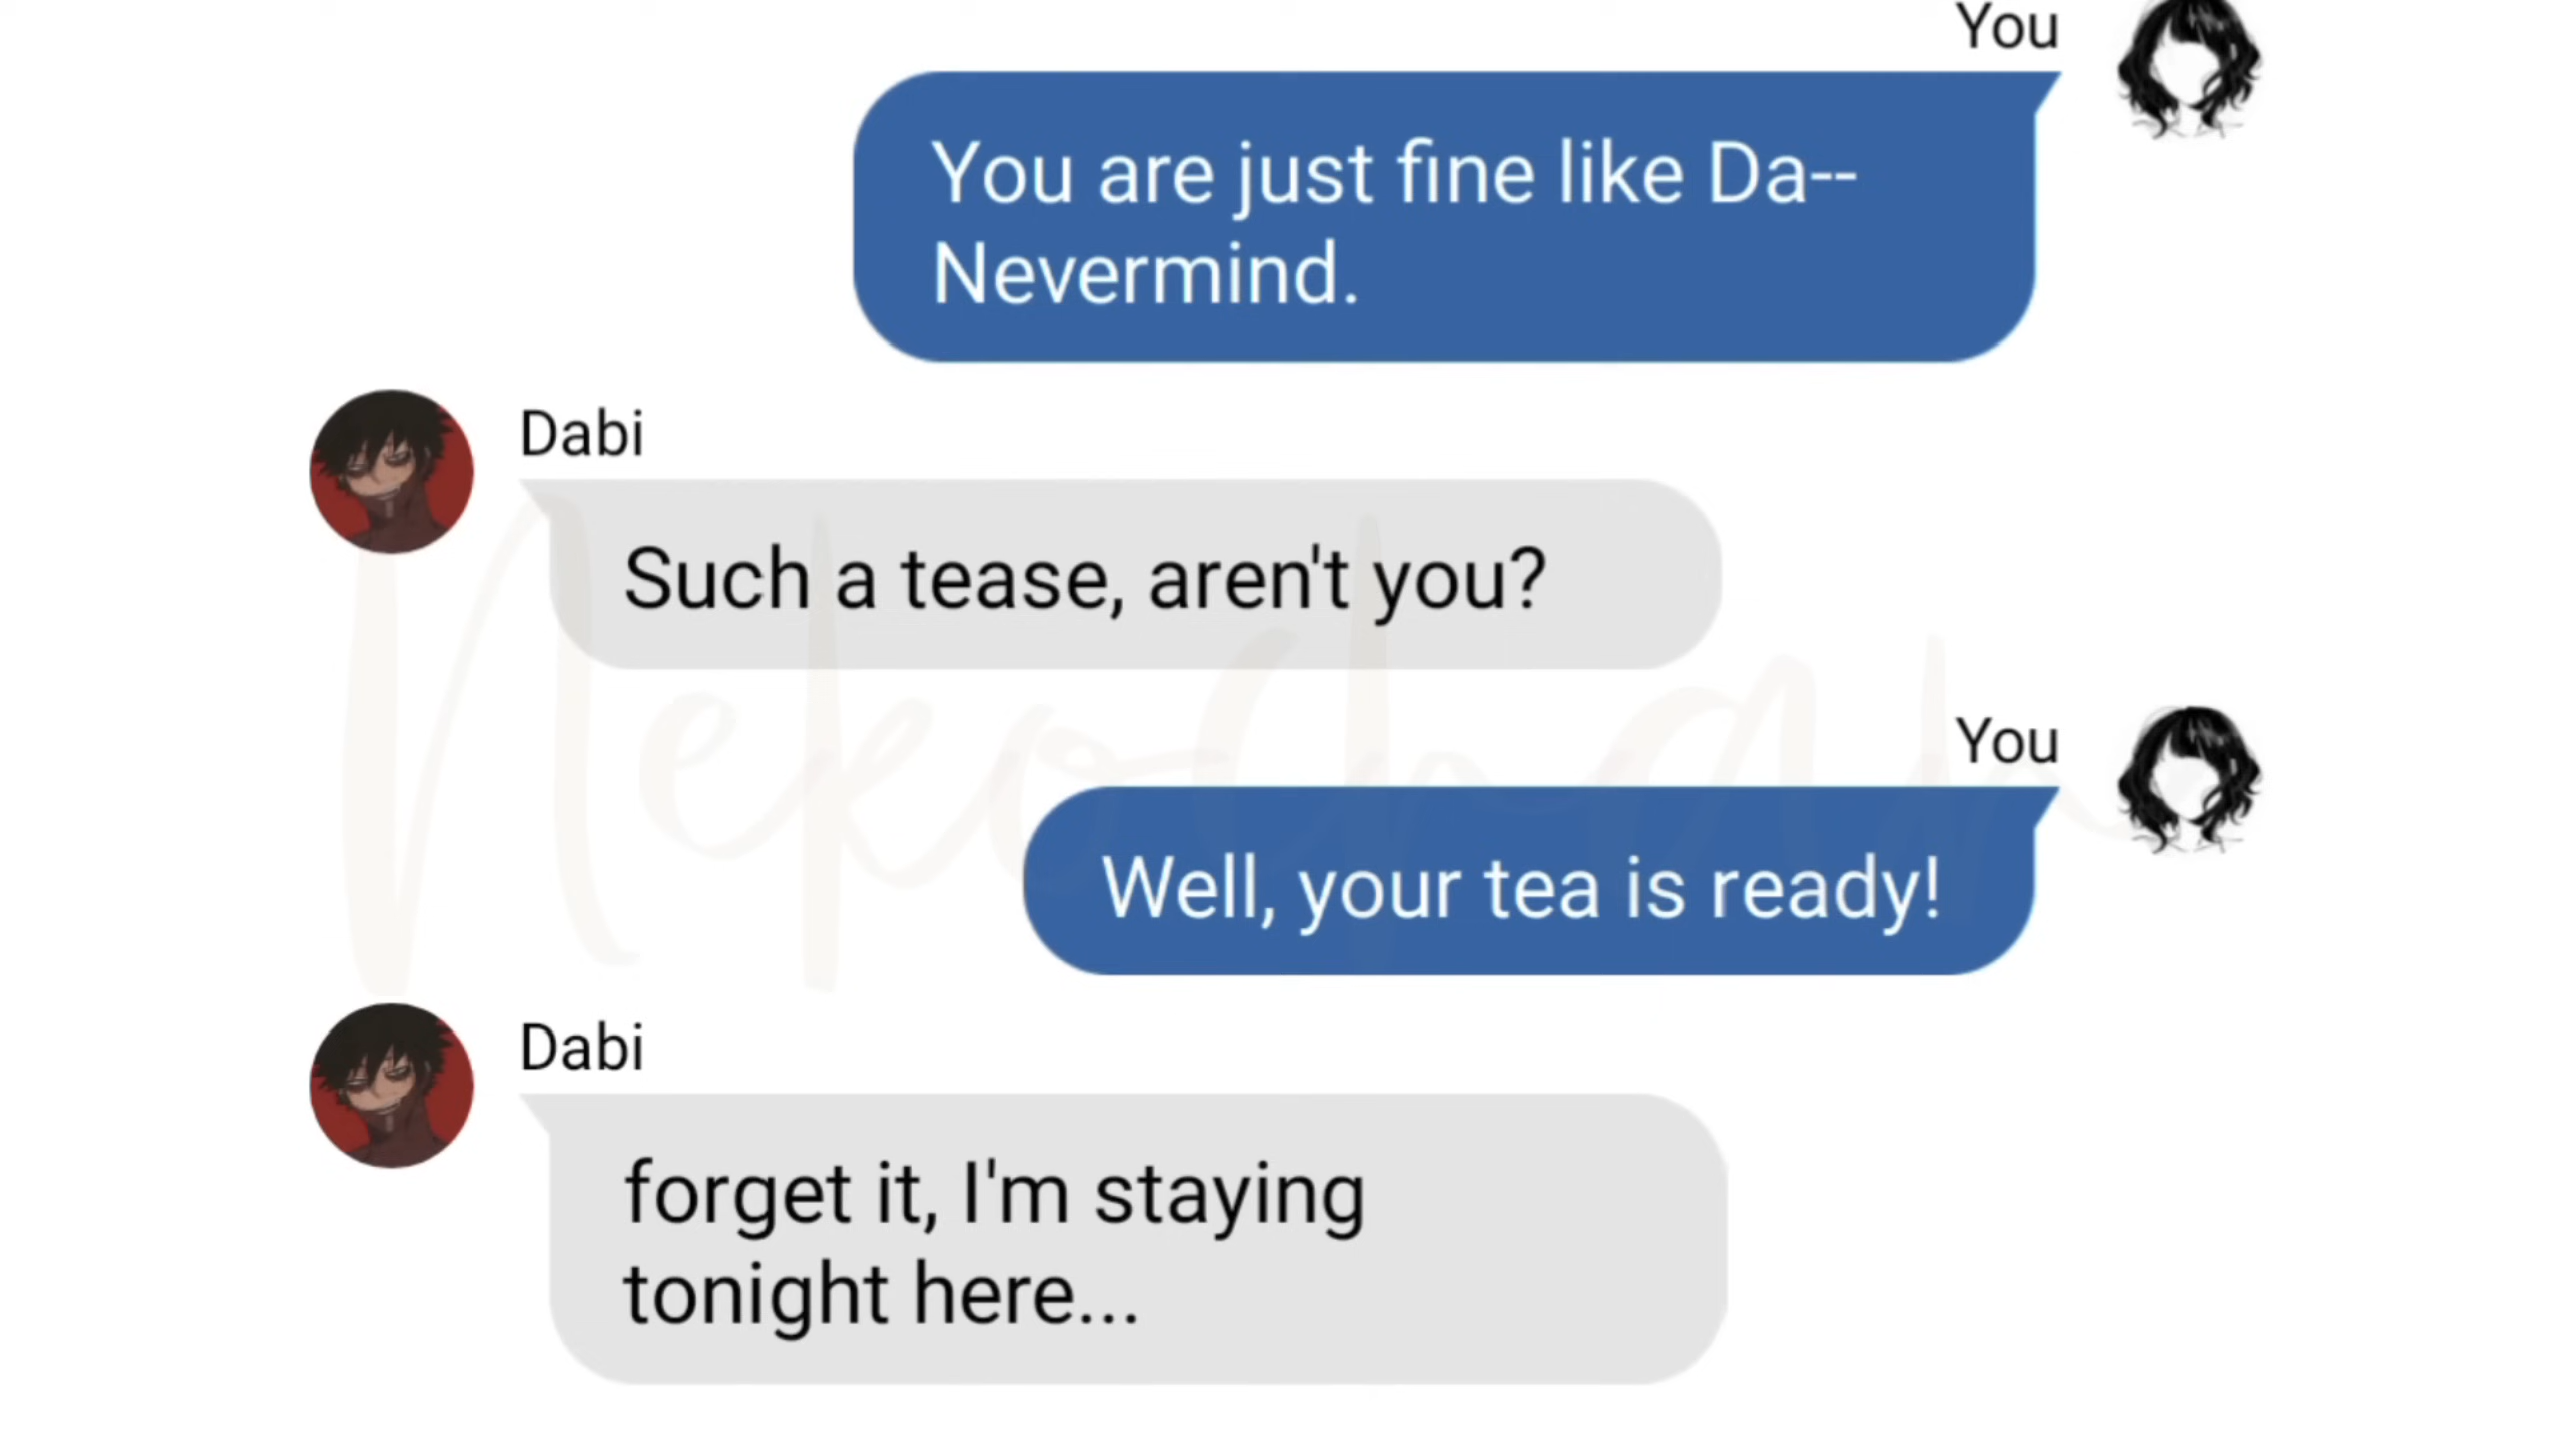 You
You are just fine like Da--
Nevermind.
Dabi
Such a tease, aren't you?
Nekochan
You
Well, your tea is ready!
Dabi
forget it, I'm staying
tonight here...